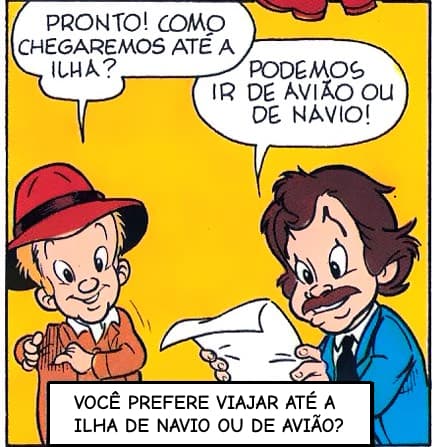 PRONTO! COMO
CHEGAREMOS ATÉ A
ILHA?
PODEMOS
IR DE AVIÃO OU
DE NAVIO!
VOCÊ PREFERE VIAJAR ATÉ A
ILHA DE NAVIO OU DE AVIÃO?